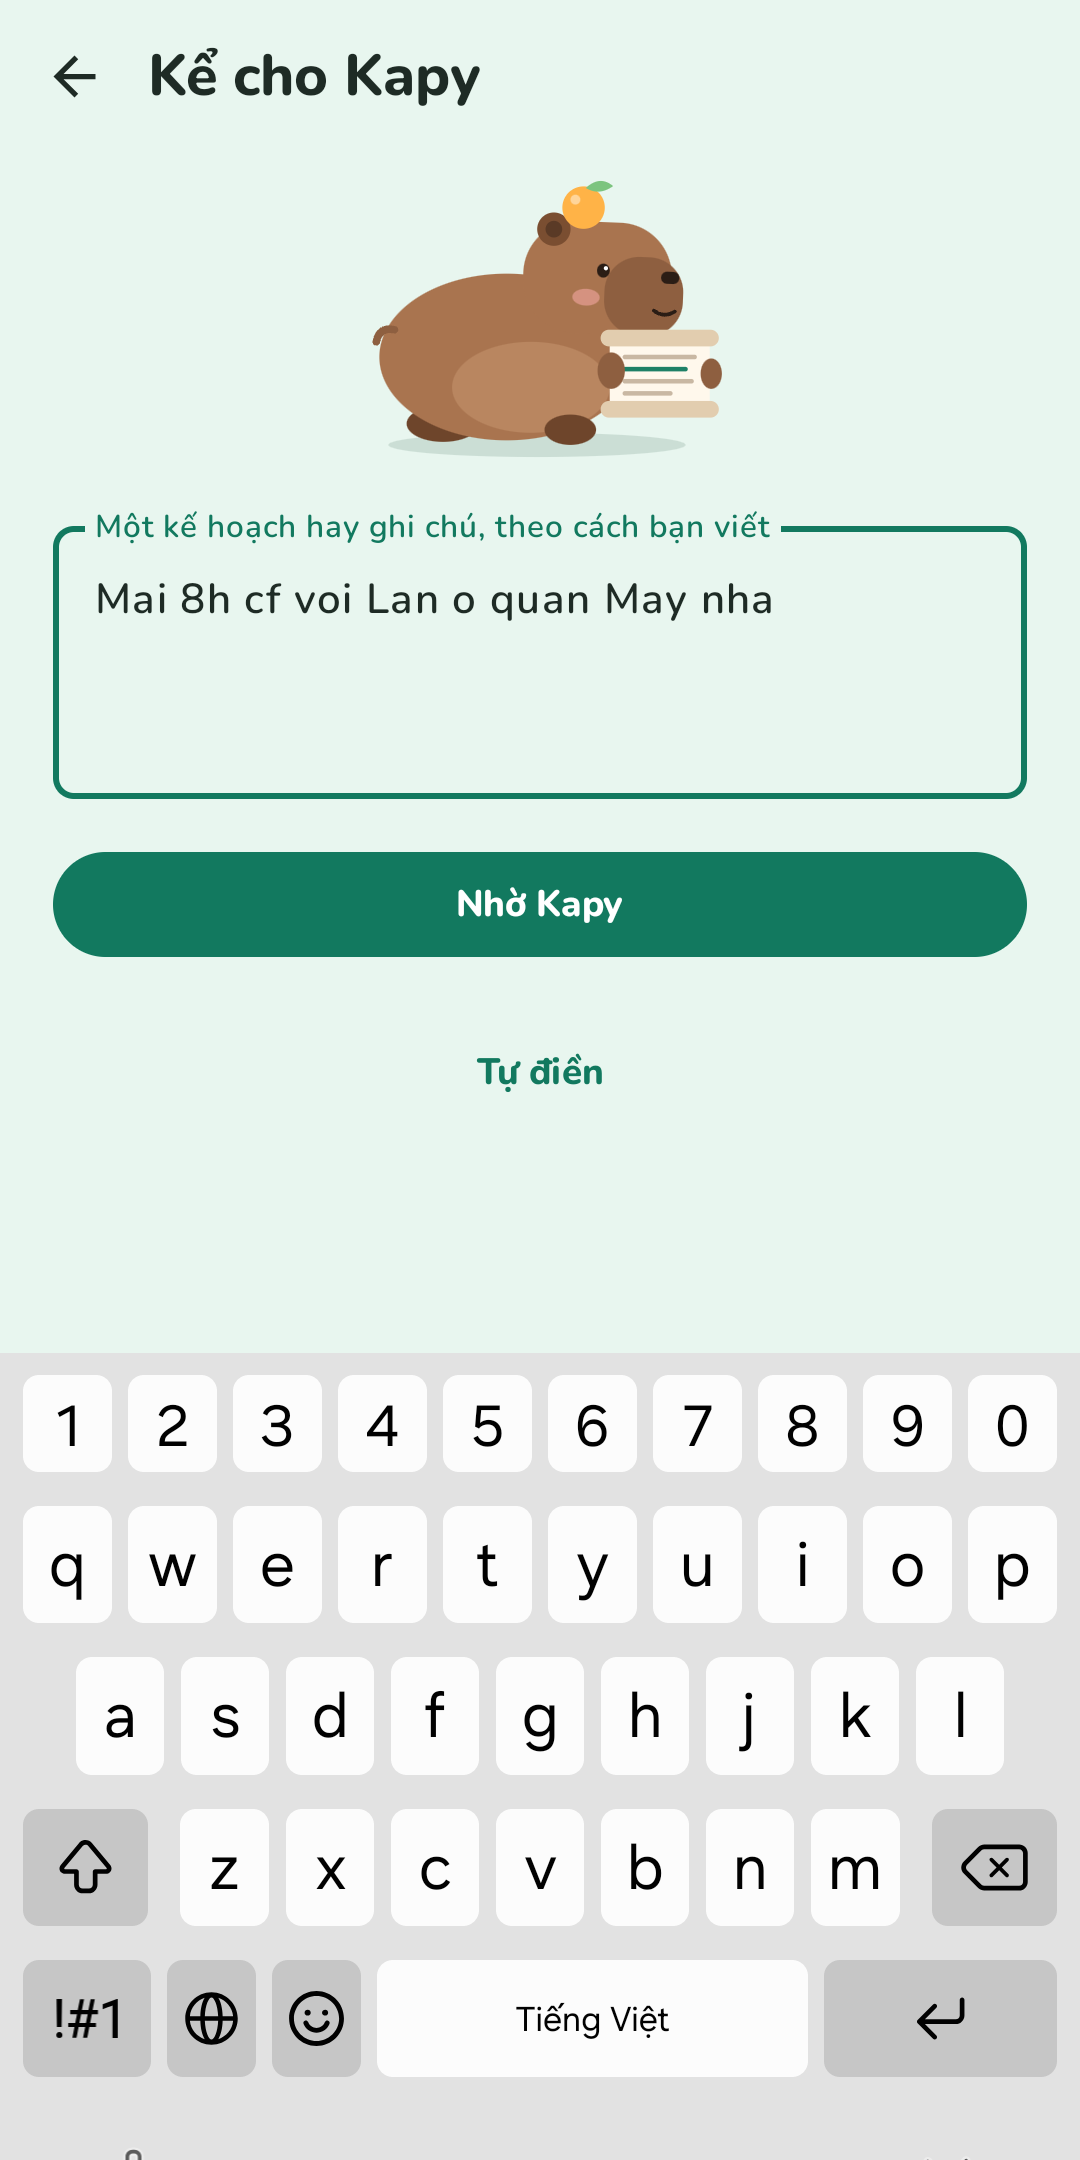 Kể cho Kapy
Một kế hoạch hay ghi chú, theo cách bạn viết
Mai 8h cf voi Lan o quan May nha
Nhờ Kapy
Tự điền
1 2 3 4 5 6 7 8 9 0
q w e r t y u i o p
a s d f g h j k l
z x c v b n m
!#1 Tiếng Việt